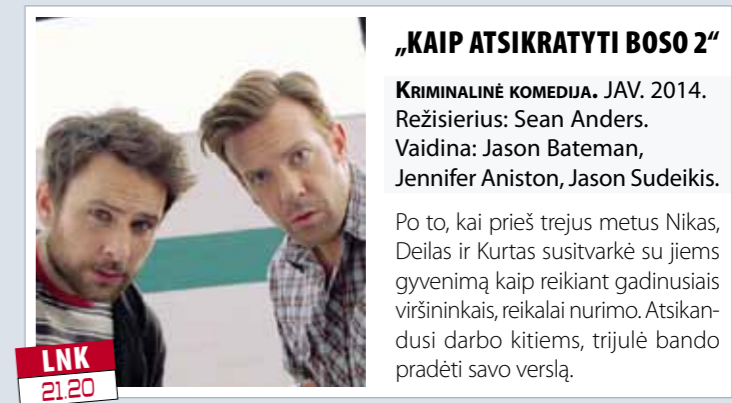 „KAIP ATSIKRATYTI BOSO 2“
KRIMINALINĖ KOMEDIJA. JAV. 2014.
Režisierius: Sean Anders.
Vaidina: Jason Bateman,
Jennifer Aniston, Jason Sudeikis.
Po to, kai prieš trejus metus Nikas,
Deilas ir Kurtas susitvarkė su jiems
gyvenimą kaip reikiant gadinusiais
viršininkais, reikalai nurimo. Atsikan-
dusi darbo kitiems, trijulė bando
pradėti savo verslą.
LNK
21.20